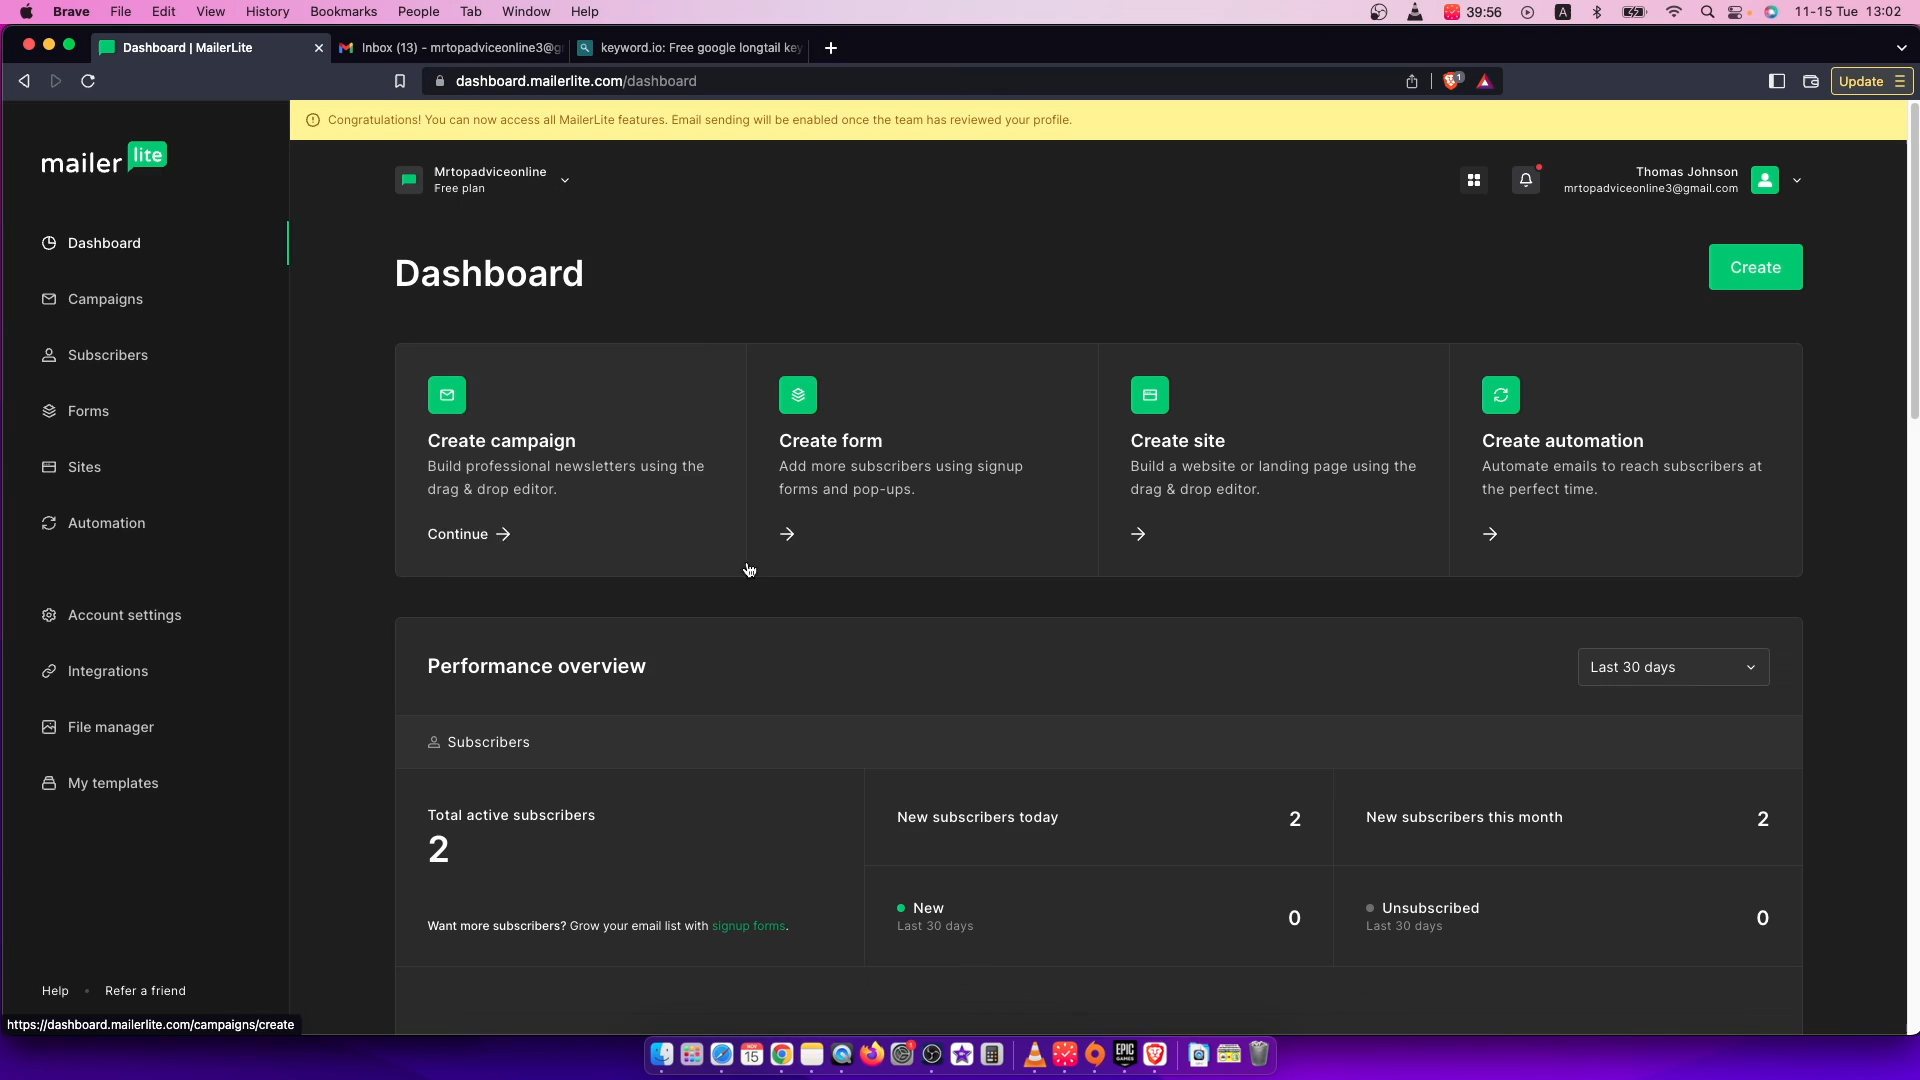 Brave File Edit View History Bookmarks People Tab Window Help
39:56 A 11-15 Tue 13:02
Dashboard | MailerLite
Inbox (13) - mrtopadviceonline3@g
keyword.io: Free google longtail key
dashboard.mailerlite.com/dashboard
1
Update
Congratulations! You can now access all MailerLite features. Email sending will be enabled once the team has reviewed your profile.
mailer lite
Mrtopadviceonline
Free plan
Thomas Johnson
mrtopadviceonline3@gmail.com
Dashboard
Campaigns
Subscribers
Forms
Sites
Automation
Account settings
Integrations
File manager
My templates
Help • Refer a friend
https://dashboard.mailerlite.com/campaigns/create
Dashboard
Create
Create campaign
Build professional newsletters using the
drag & drop editor.
Continue
Create form
Add more subscribers using signup
forms and pop-ups.
Create site
Build a website or landing page using the
drag & drop editor.
Create automation
Automate emails to reach subscribers at
the perfect time.
Performance overview
Last 30 days
Subscribers
Total active subscribers
2
Want more subscribers? Grow your email list with signup forms.
New subscribers today 2
New subscribers this month 2
New 0
Last 30 days
Unsubscribed 0
Last 30 days
NOV
15
1
EPIC
GAMES